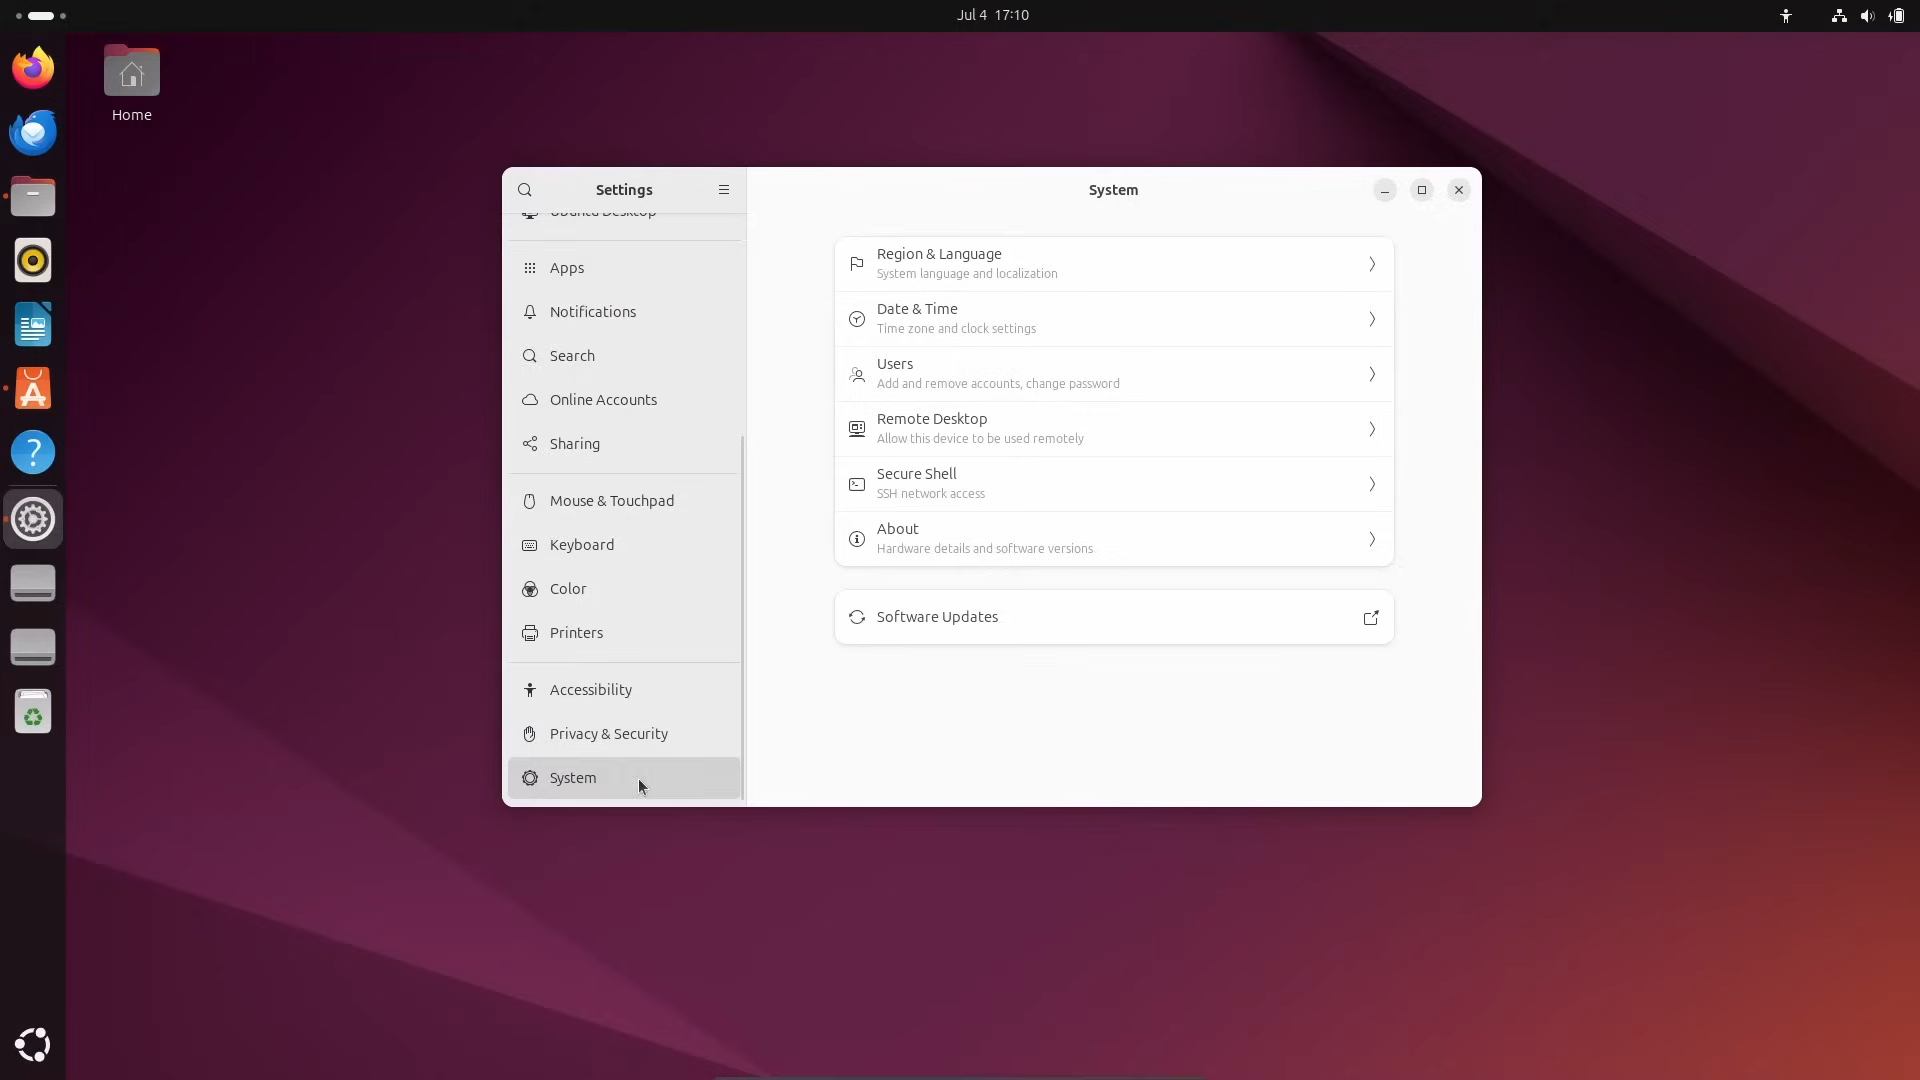 Jul 4 17:10
Home
Settings
System
Ubuntu Desktop
Apps
Notifications
Search
Online Accounts
Sharing
Mouse & Touchpad
Keyboard
Color
Printers
Accessibility
Privacy & Security
System
Region & Language
System language and localization
Date & Time
Time zone and clock settings
Users
Add and remove accounts, change password
Remote Desktop
Allow this device to be used remotely
Secure Shell
SSH network access
About
Hardware details and software versions
Software Updates